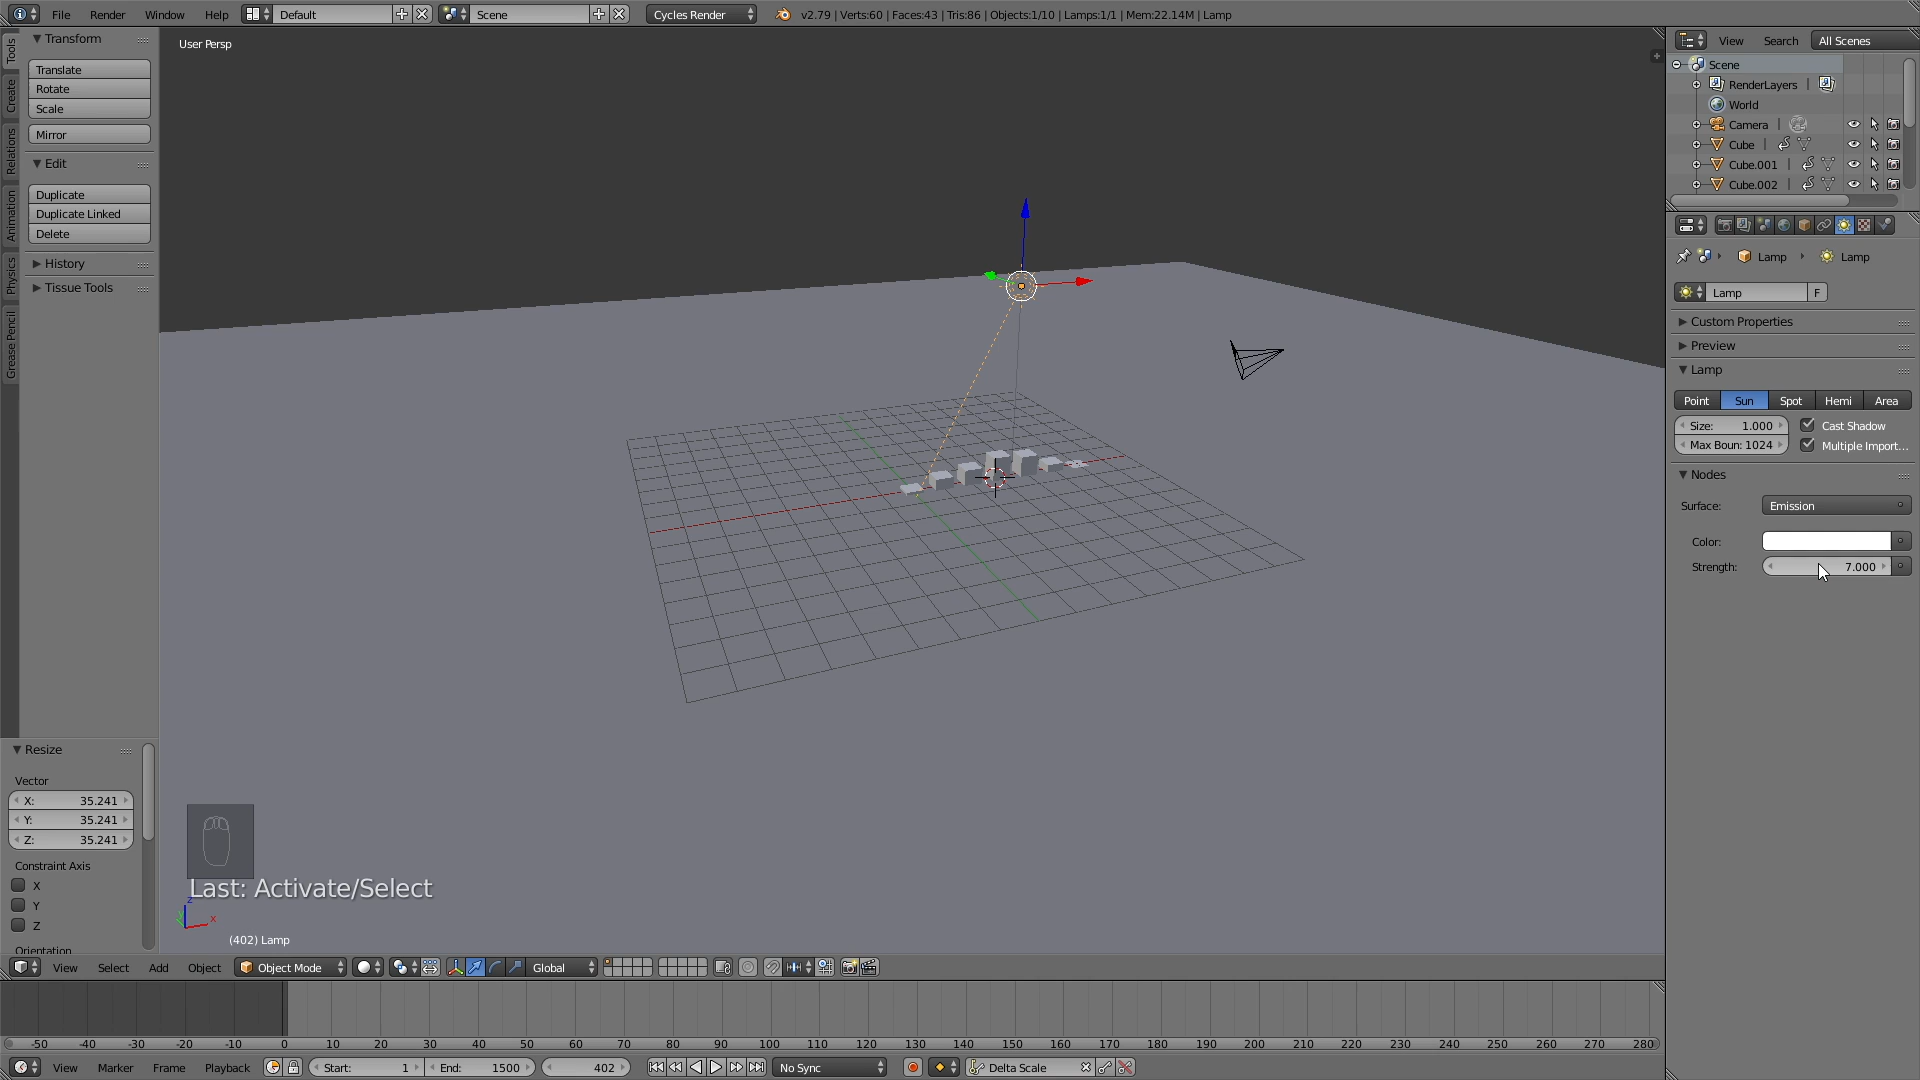 File Render Window Help Default Scene Cycles Render v2.79 | Verts:60 | Faces:43 | Tris:86 | Objects:1/10 | Lamps:1/1 | Mem:22.14M | Lamp
Tools
Create
Relations
Animation
Physics
Grease Pencil
Transform
Translate
Rotate
Scale
Mirror
Edit
Duplicate
Duplicate Linked
Delete
History
Tissue Tools
Resize
Vector
X: 35.241
Y: 35.241
Z: 35.241
Constraint Axis
X
Y
Z
Orientation
User Persp
Last: Activate/Select
z
y
x
(402) Lamp
View Select Add Object Object Mode Global
-50 -40 -30 -20 -10 0 10 20 30 40 50 60 70 80 90 100 110 120 130 140 150 160 170 180 190 200 210 220 230 240 250 260 270 280
View Marker Frame Playback Start: 1 End: 1500 402 No Sync Delta Scale
View Search All Scenes
Scene
RenderLayers |
World
Camera |
Cube |
Cube.001 |
Cube.002 |
Lamp Lamp
Lamp F
Custom Properties
Preview
Lamp
Point Sun Spot Hemi Area
Size: 1.000 Cast Shadow
Max Boun: 1024 Multiple Import...
Nodes
Surface: Emission
Color:
Strength: 7.000